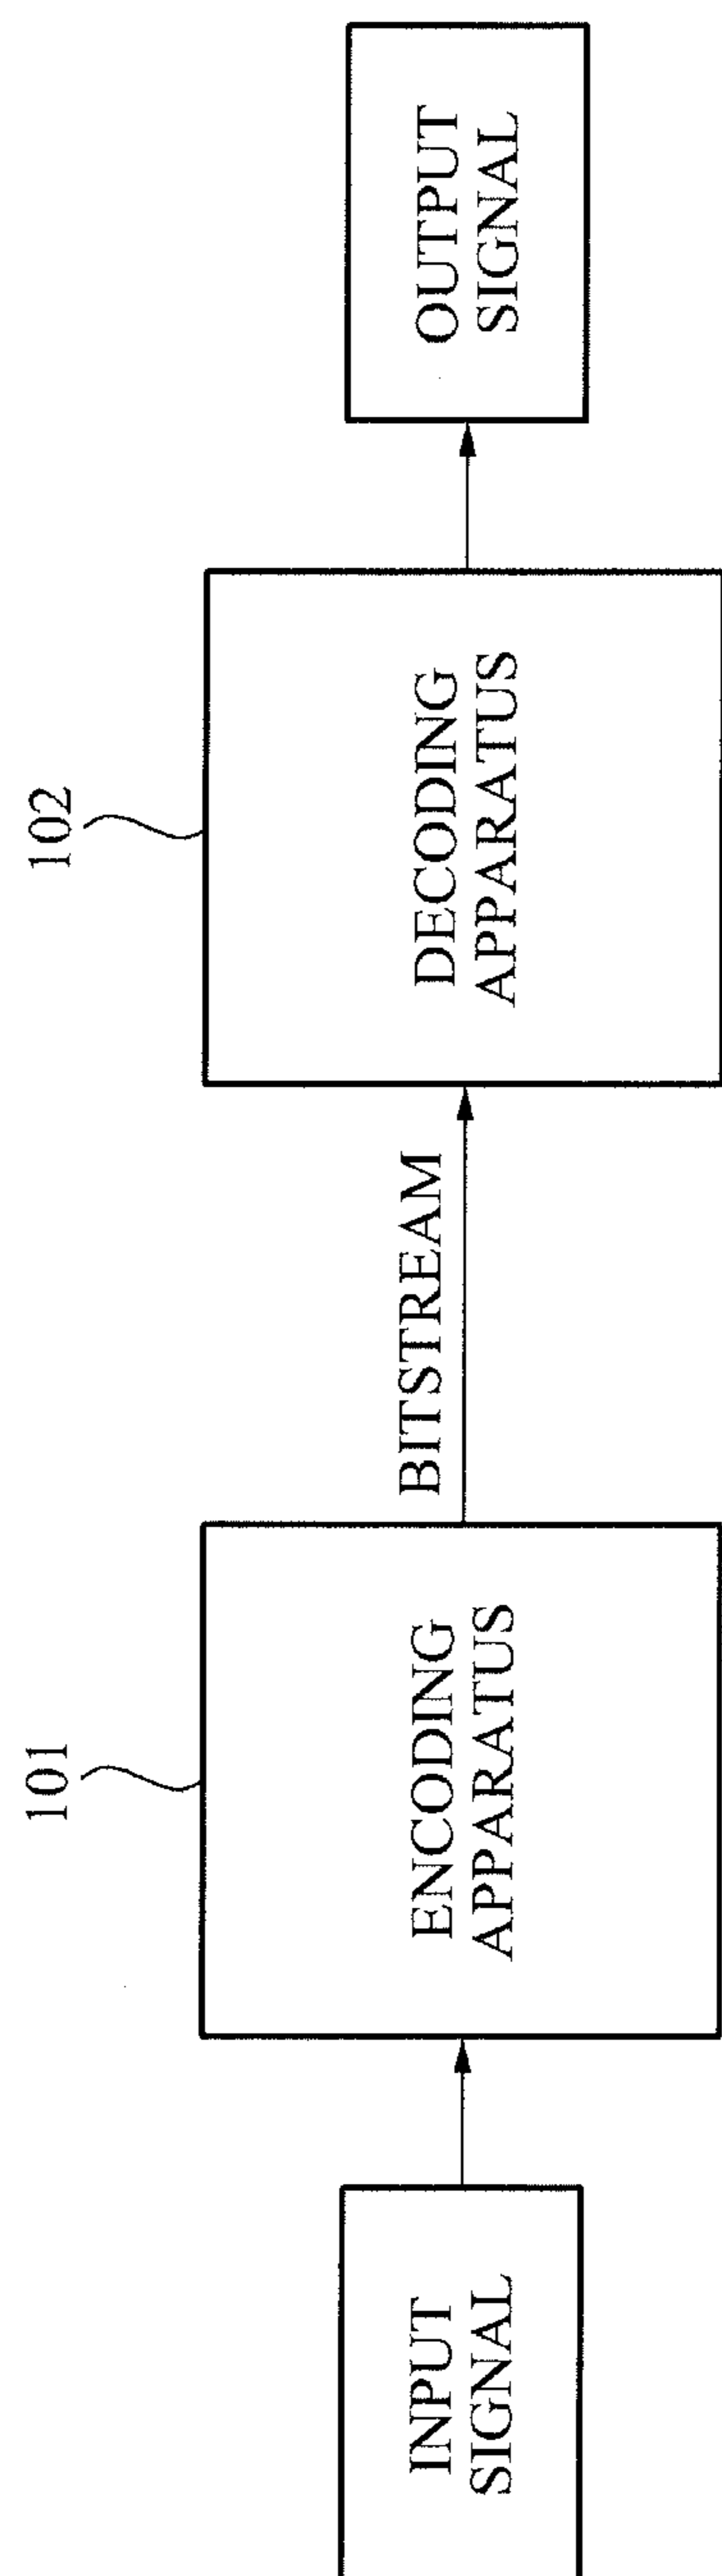 101
102
INPUT
SIGNAL
ENCODING
APPARATUS
BITSTREAM
DECODING
APPARATUS
OUTPUT
SIGNAL